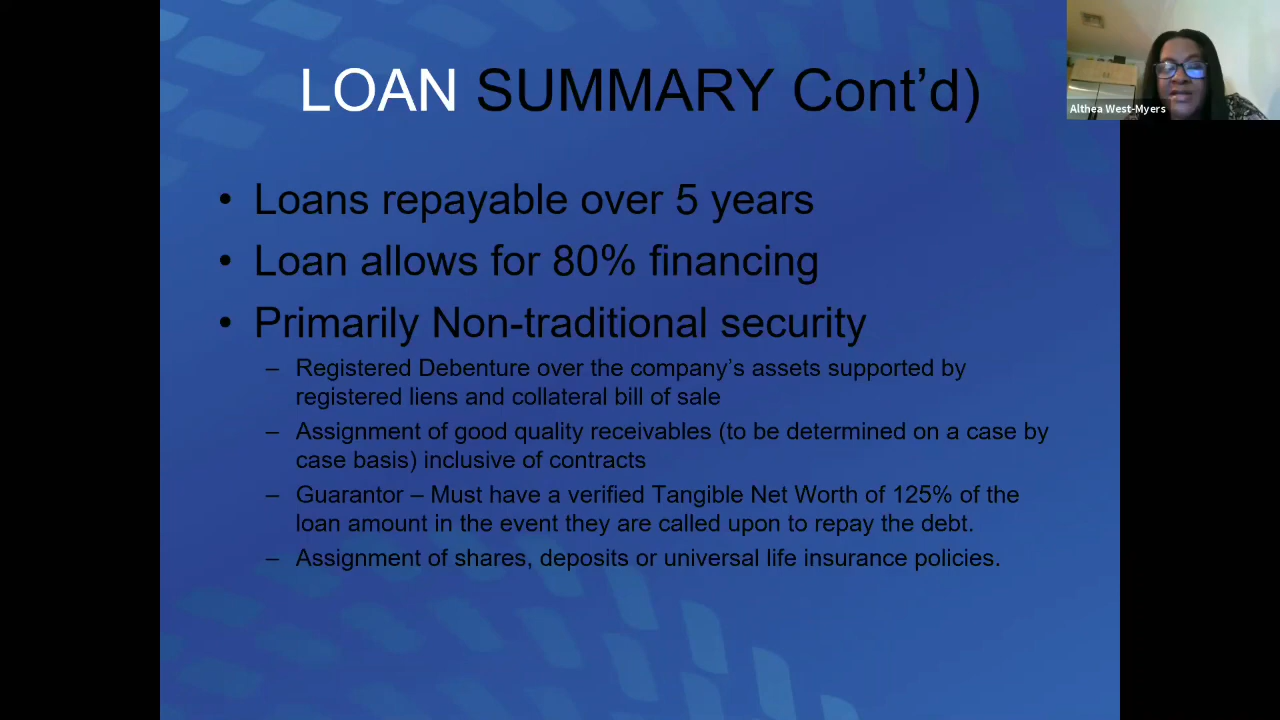 LOAN SUMMARY Cont’d)
Althea West-Myers
• Loans repayable over 5 years
• Loan allows for 80% financing
• Primarily Non-traditional security
– Registered Debenture over the company’s assets supported by
registered liens and collateral bill of sale
– Assignment of good quality receivables (to be determined on a case by
case basis) inclusive of contracts
– Guarantor – Must have a verified Tangible Net Worth of 125% of the
loan amount in the event they are called upon to repay the debt.
– Assignment of shares, deposits or universal life insurance policies.